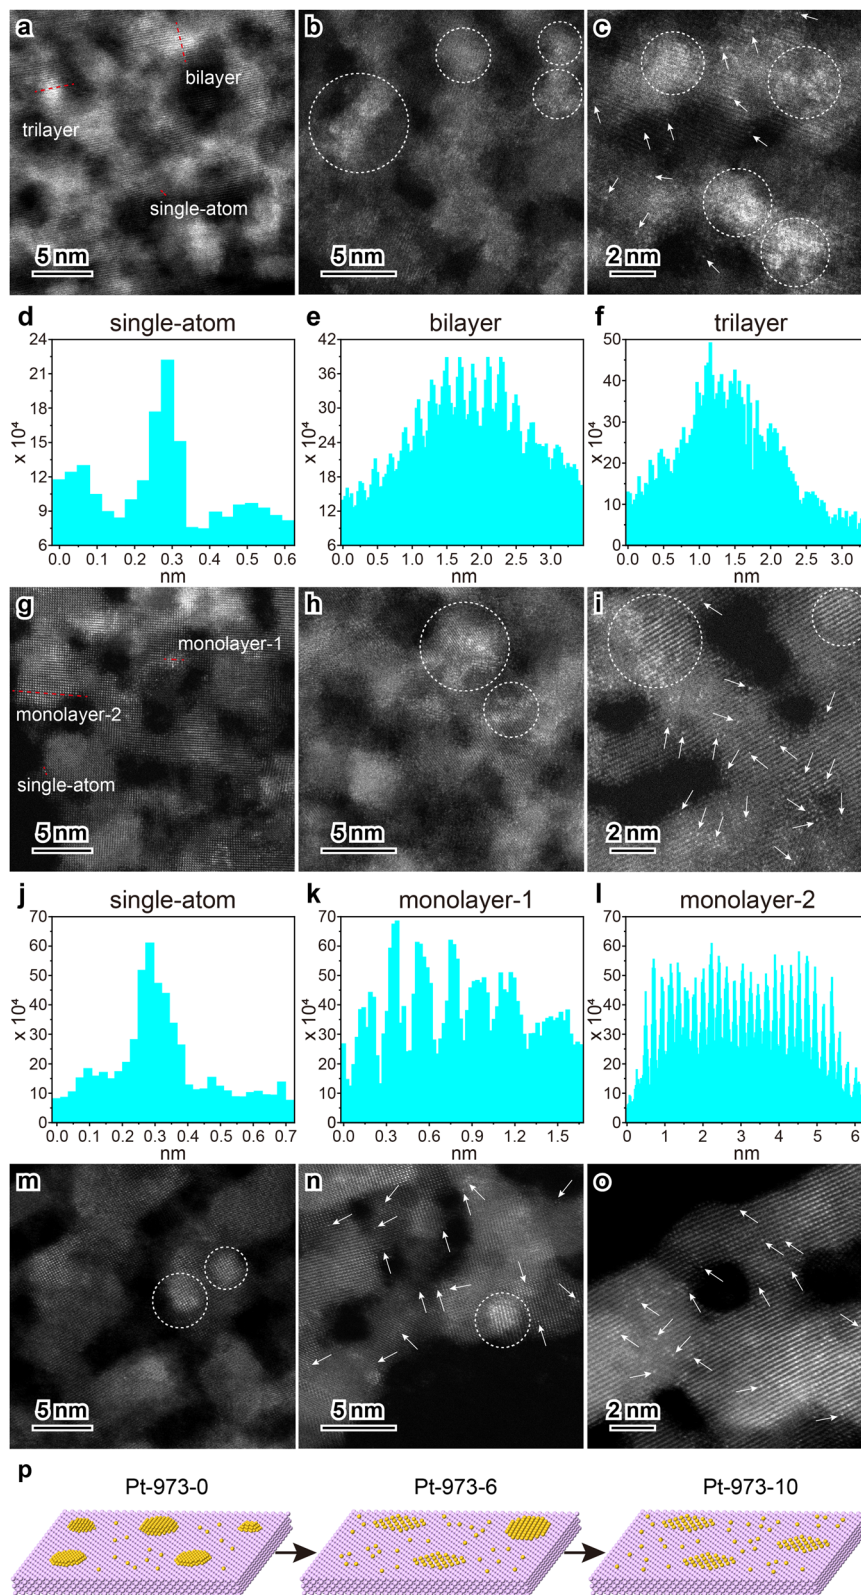 a
bilayer
trilayer
single-atom
5 nm
b
5 nm
c
2 nm
d
single-atom
24
21
18
15
12
9
6
x 10⁴
0.0 0.1 0.2 0.3 0.4 0.5 0.6
nm
e
bilayer
42
36
30
24
18
12
6
x 10⁴
0.0 0.5 1.0 1.5 2.0 2.5 3.0
nm
f
trilayer
50
40
30
20
10
0
x 10⁴
0.0 0.5 1.0 1.5 2.0 2.5 3.0
nm
g
monolayer-1
monolayer-2
single-atom
5 nm
h
5 nm
i
2 nm
j
single-atom
70
60
50
40
30
20
10
0
x 10⁴
0.0 0.1 0.2 0.3 0.4 0.5 0.6 0.7
nm
k
monolayer-1
70
60
50
40
30
20
10
0
x 10⁴
0.0 0.3 0.6 0.9 1.2 1.5
nm
l
monolayer-2
70
60
50
40
30
20
10
0
x 10⁴
0 1 2 3 4 5 6
nm
m
5 nm
n
5 nm
o
2 nm
p
Pt-973-0
Pt-973-6
Pt-973-10